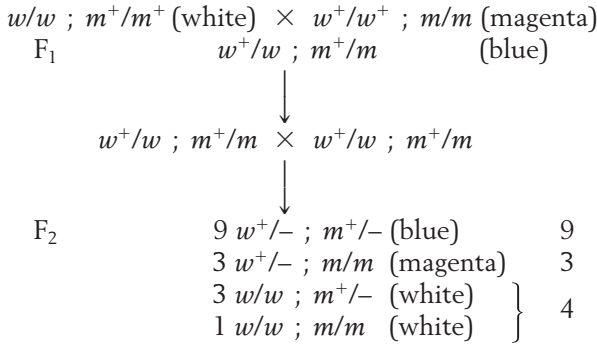 w/w ; m⁺/m⁺ (white) × w⁺/w⁺ ; m/m (magenta)
F₁ w⁺/w ; m⁺/m (blue)
w⁺/w ; m⁺/m × w⁺/w ; m⁺/m
F₂ 9 w⁺/– ; m⁺/– (blue) 9
3 w⁺/– ; m/m (magenta) 3
3 w/w ; m⁺/– (white)
4
1 w/w ; m/m (white)